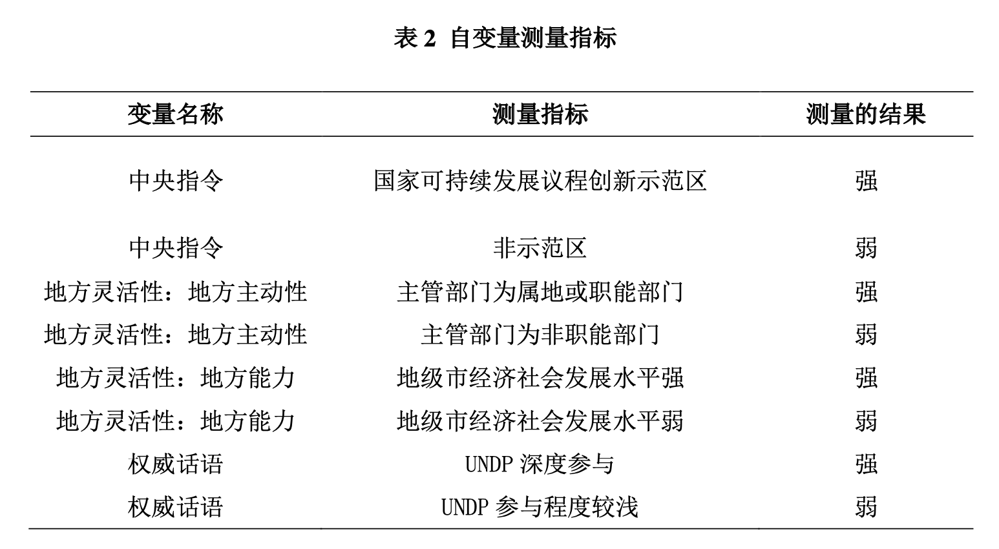 表 2 自变量测量指标
变量名称 测量指标 测量的结果
中央指令 国家可持续发展议程创新示范区 强
中央指令 非示范区 弱
地方灵活性：地方主动性 主管部门为属地或职能部门 强
地方灵活性：地方主动性 主管部门为非职能部门 弱
地方灵活性：地方能力 地级市经济社会发展水平强 强
地方灵活性：地方能力 地级市经济社会发展水平弱 弱
权威话语 UNDP 深度参与 强
权威话语 UNDP 参与程度较浅 弱